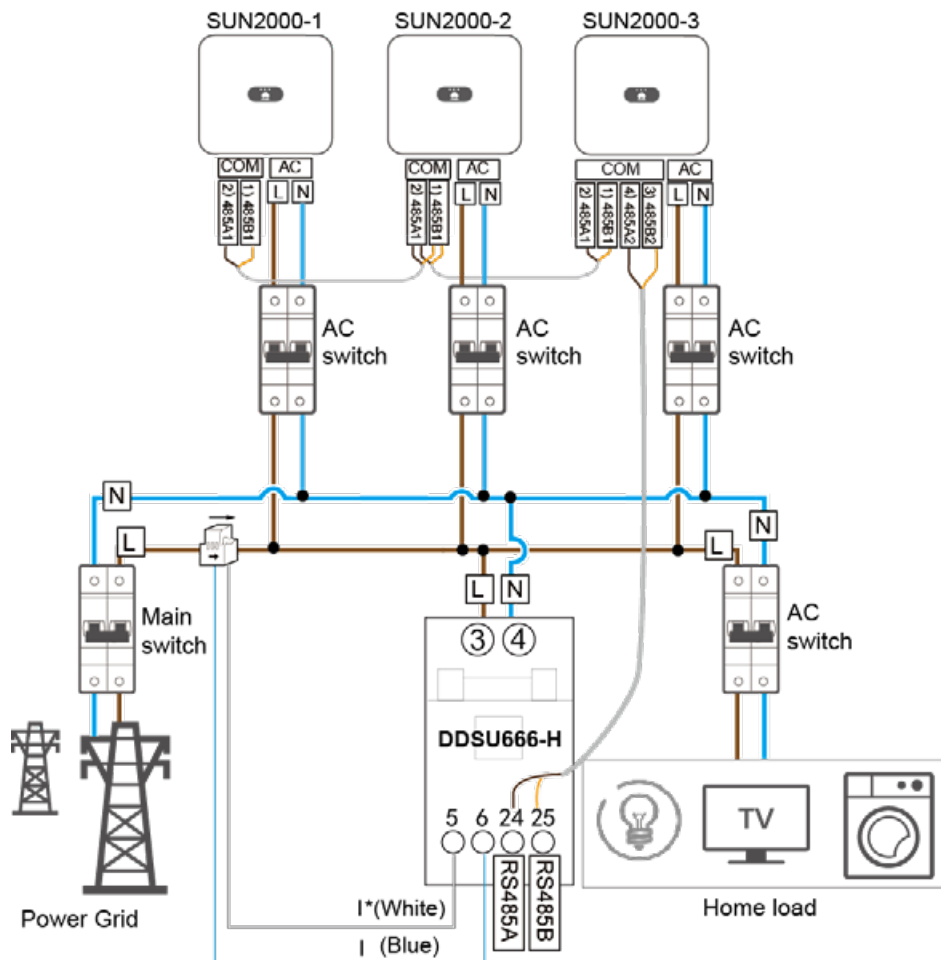 SUN2000-1
SUN2000-2
SUN2000-3
COM
AC
COM
AC
COM
AC
2) 485A1
1) 485B1
L
N
2) 485A1
1) 485B1
L
N
2) 485A1
1) 485B1
4) 485A2
3) 485B2
L
N
AC
switch
AC
switch
AC
switch
N
L
L
N
L
N
Main
switch
3
4
AC
switch
DDSU666-H
TV
5
6
24
25
RS485A
RS485B
Power Grid
I*(White)
I (Blue)
Home load